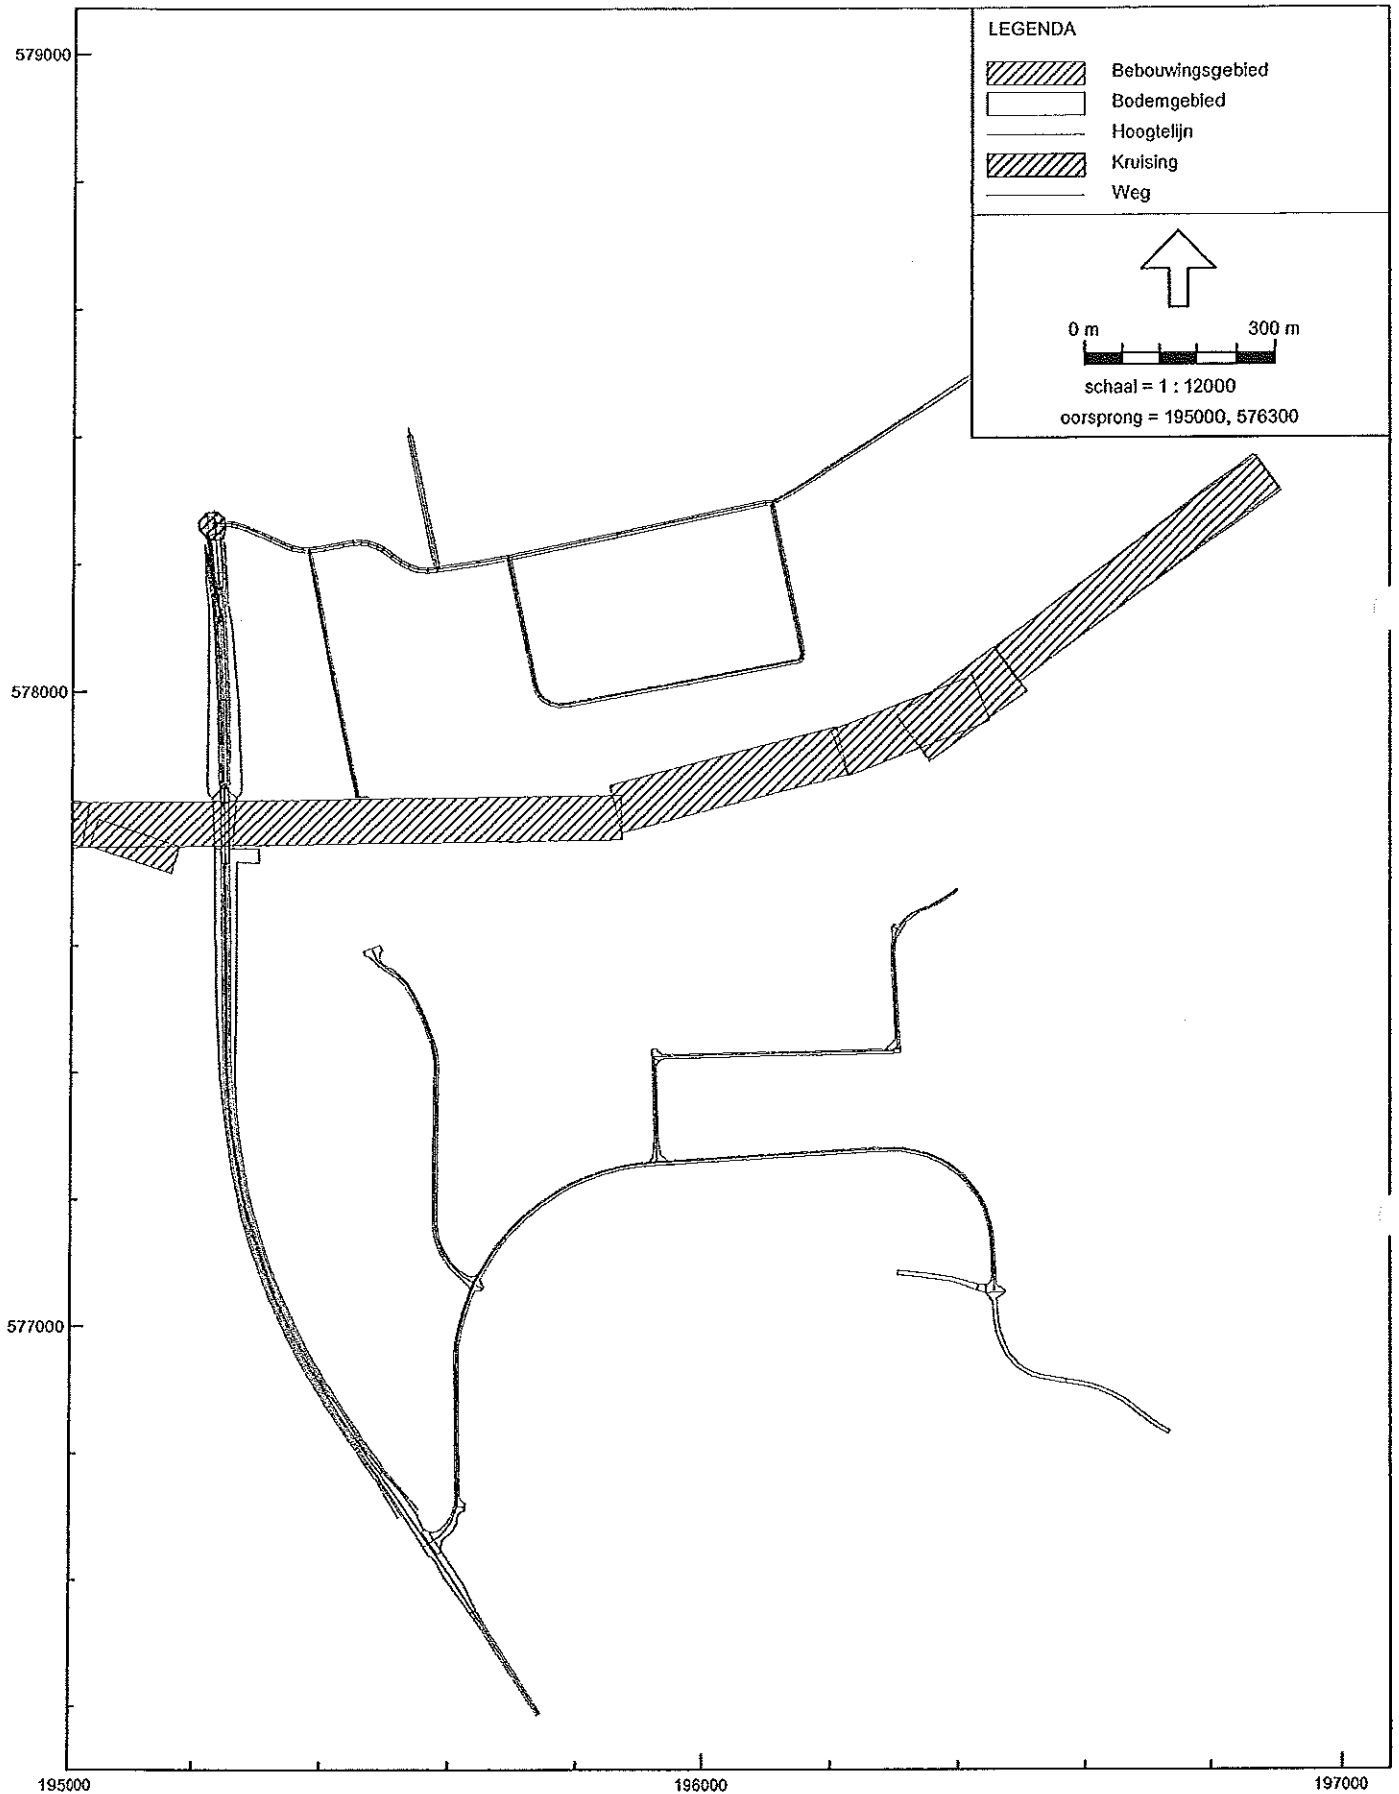 579000
LEGENDA
Bebouwingsgebied
Bodemgebied
Hoogtelijn
Kruising
Weg
0 m 300 m
schaal = 1 : 12000
oorsprong = 195000, 576300
578000
577000
195000 196000 197000